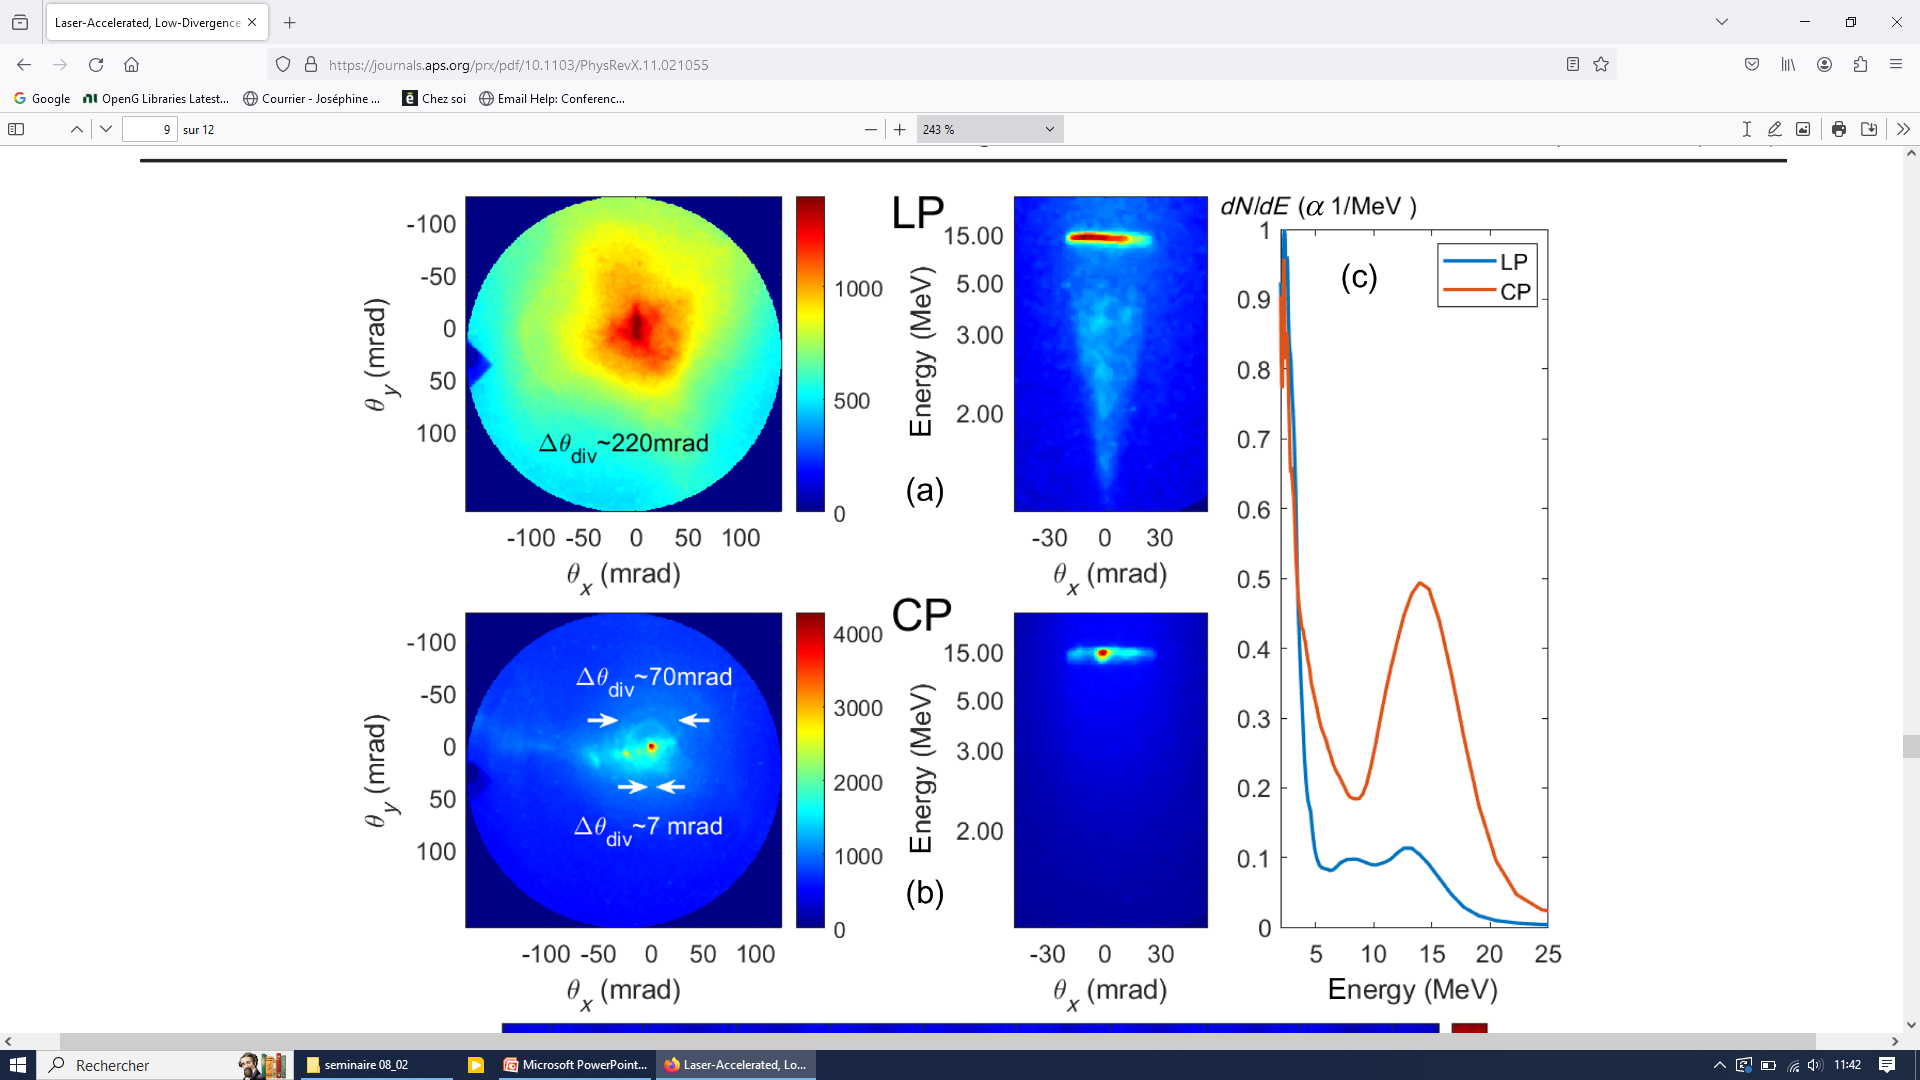 Laser-Accelerated, Low-Divergence
https://journals.aps.org/prx/pdf/10.1103/PhysRevX.11.021055
Google
OpenG Libraries Latest...
Courrier - Joséphine ...
Chez soi
Email Help: Conferenc...
9 sur 12
243 %
LP
-100
-50
0
50
100
θy (mrad)
Δθdiv~220mrad
-100 -50 0 50 100
θx (mrad)
1000
500
0
(a)
15.00
5.00
3.00
2.00
Energy (MeV)
-30 0 30
θx (mrad)
CP
-100
-50
0
50
100
θy (mrad)
Δθdiv~70mrad
Δθdiv~7 mrad
-100 -50 0 50 100
θx (mrad)
4000
3000
2000
1000
0
(b)
15.00
5.00
3.00
2.00
Energy (MeV)
-30 0 30
θx (mrad)
dN/dE (α 1/MeV )
(c)
LP
CP
1
0.9
0.8
0.7
0.6
0.5
0.4
0.3
0.2
0.1
0
5 10 15 20 25
Energy (MeV)
Rechercher
seminaire 08_02
Microsoft PowerPoint...
Laser-Accelerated, Lo...
11:42